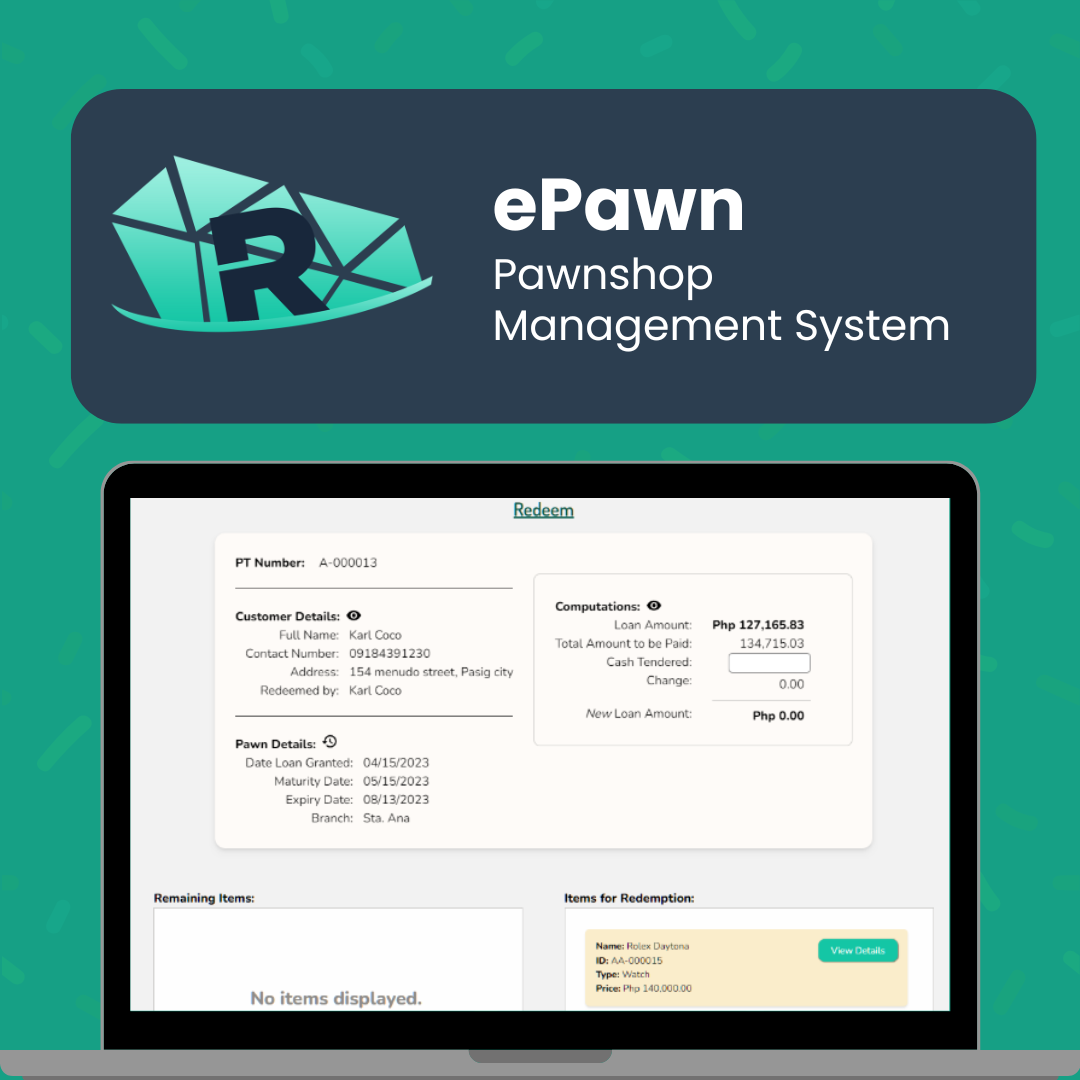 R
ePawn
Pawnshop
Management System
Redeem
PT Number: A-000013
Customer Details:
Full Name: Karl Coco
Contact Number: 09184391230
Address: 154 menudo street, Pasig city
Redeemed by: Karl Coco
Pawn Details:
Date Loan Granted: 04/15/2023
Maturity Date: 05/15/2023
Expiry Date: 08/13/2023
Branch: Sta. Ana
Computations:
Loan Amount: Php 127,165.83
Total Amount to be Paid: 134,715.03
Cash Tendered:
Change: 0.00
New Loan Amount: Php 0.00
Remaining Items:
No items displayed.
Items for Redemption:
Name: Rolex Daytona
ID: AA-000015
Type: Watch
Price: Php 140,000.00
View Details